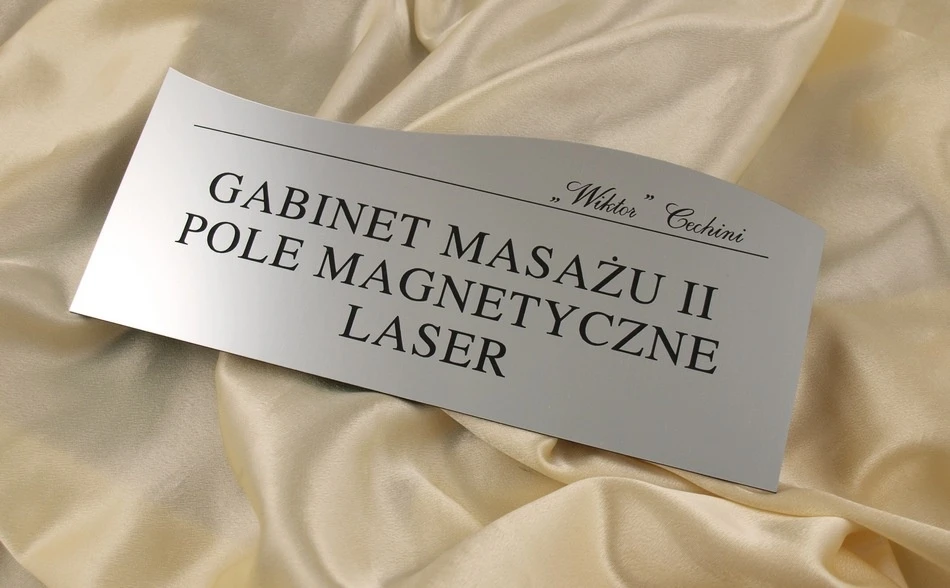 „Wiktor” Cechini
GABINET MASAŻU II
POLE MAGNETYCZNE
LASER